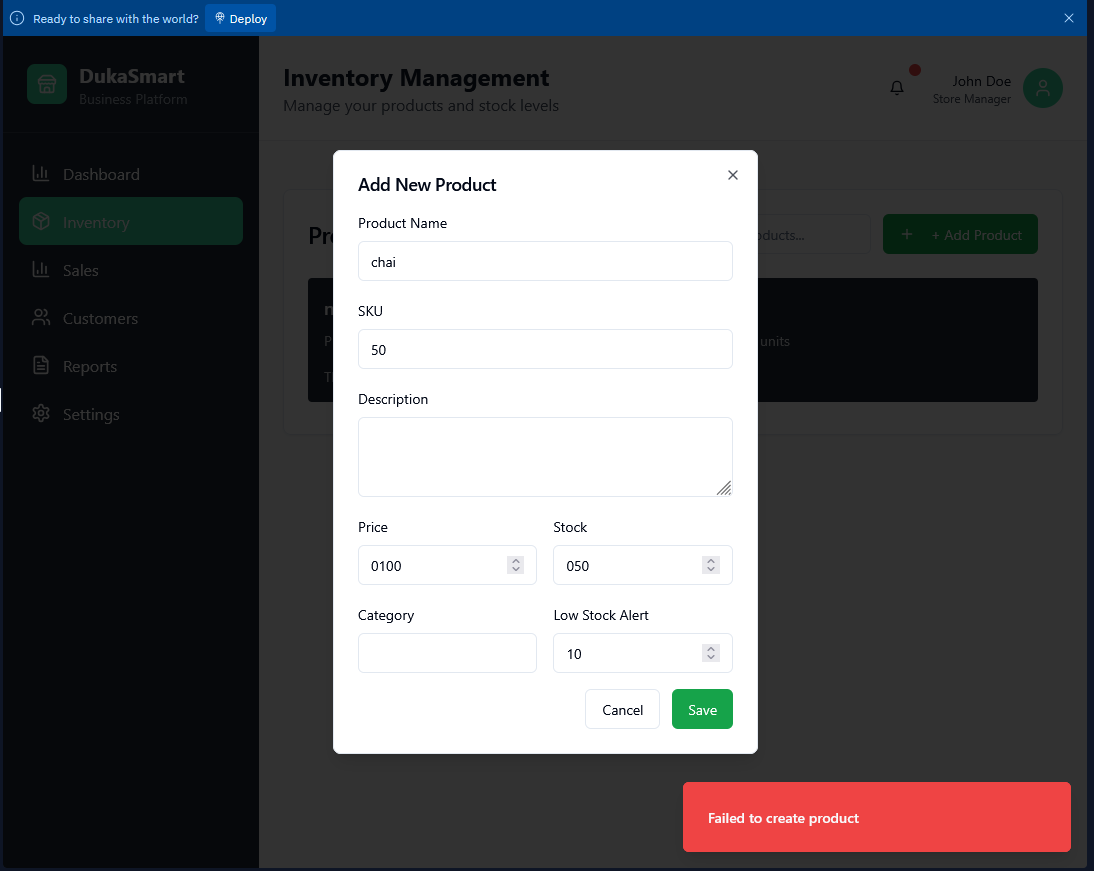 Ready to share with the world? Deploy
DukaSmart
Business Platform
Inventory Management
Manage your products and stock levels
John Doe
Store Manager
Dashboard
Inventory
Sales
Customers
Reports
Settings
+ Add Product
units
Add New Product
Product Name
chai
SKU
50
Description
Price Stock
0100 050
Category Low Stock Alert
10
Cancel Save
Failed to create product